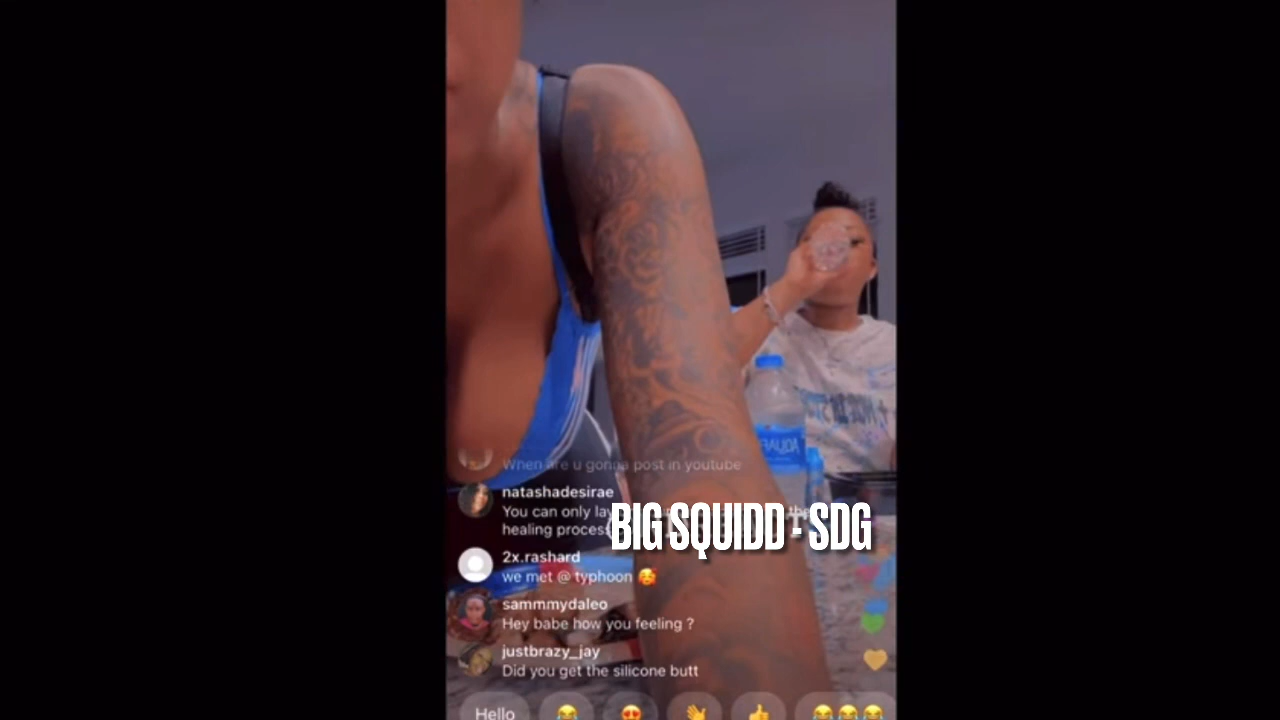 When are u gonna post in youtube
natashadesirae
You can only lay
healing process
BIG SQUIDD - SDG
2x.rashard
we met @ typhoon 🥰
sammmydaleo
Hey babe how you feeling ?
justbrazy_jay
Did you get the silicone butt
Hello 😂 😍 👋 👍 😂😂😂